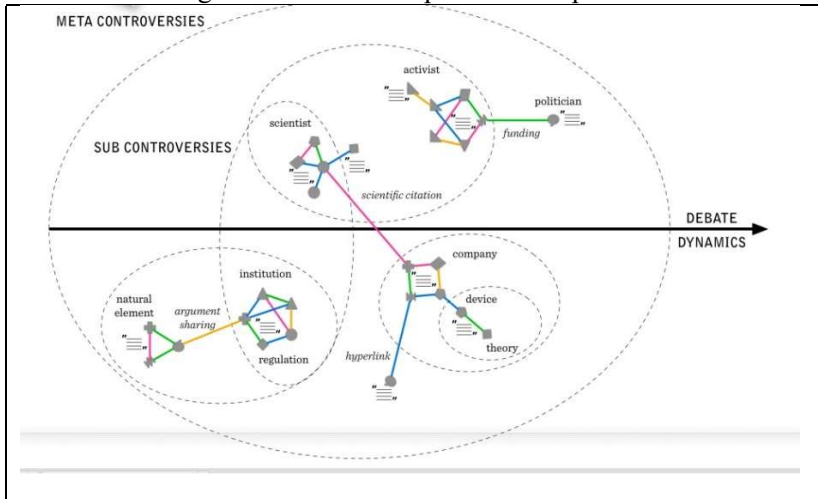 META CONTROVERSIES
activist
politician
funding
scientist
SUB CONTROVERSIES
scientific citation
DEBATE
DYNAMICS
company
institution
natural
element
argument
sharing
device
theory
regulation
hyperlink